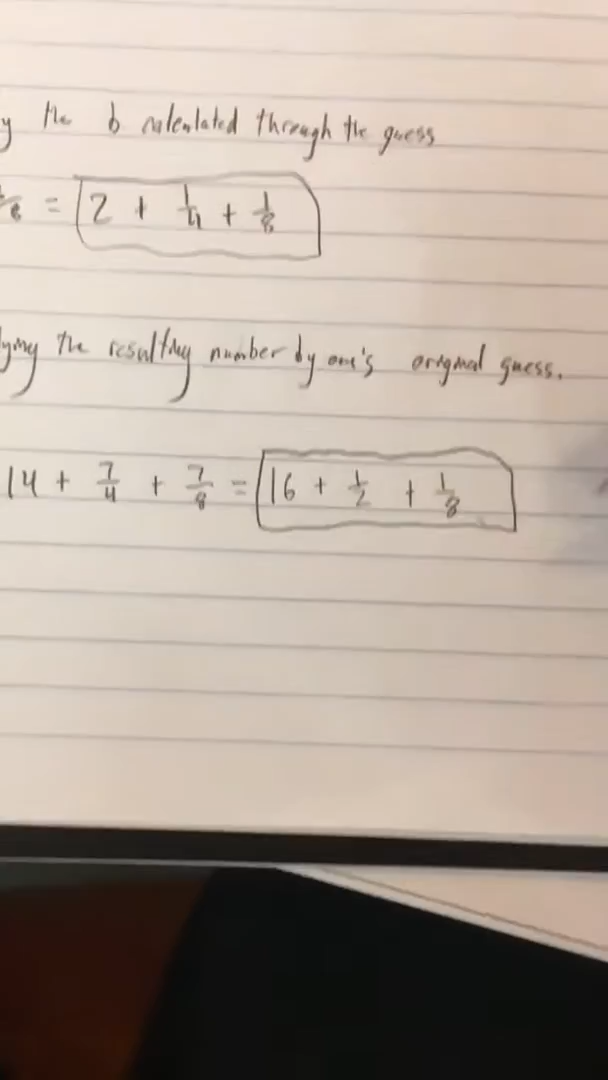 y the b calculated through the guess
= 2 + 1/4 + 1/8
ying the resulting number by one's original guess.
14 + 7/4 + 7/8 = 16 + 1/2 + 1/8